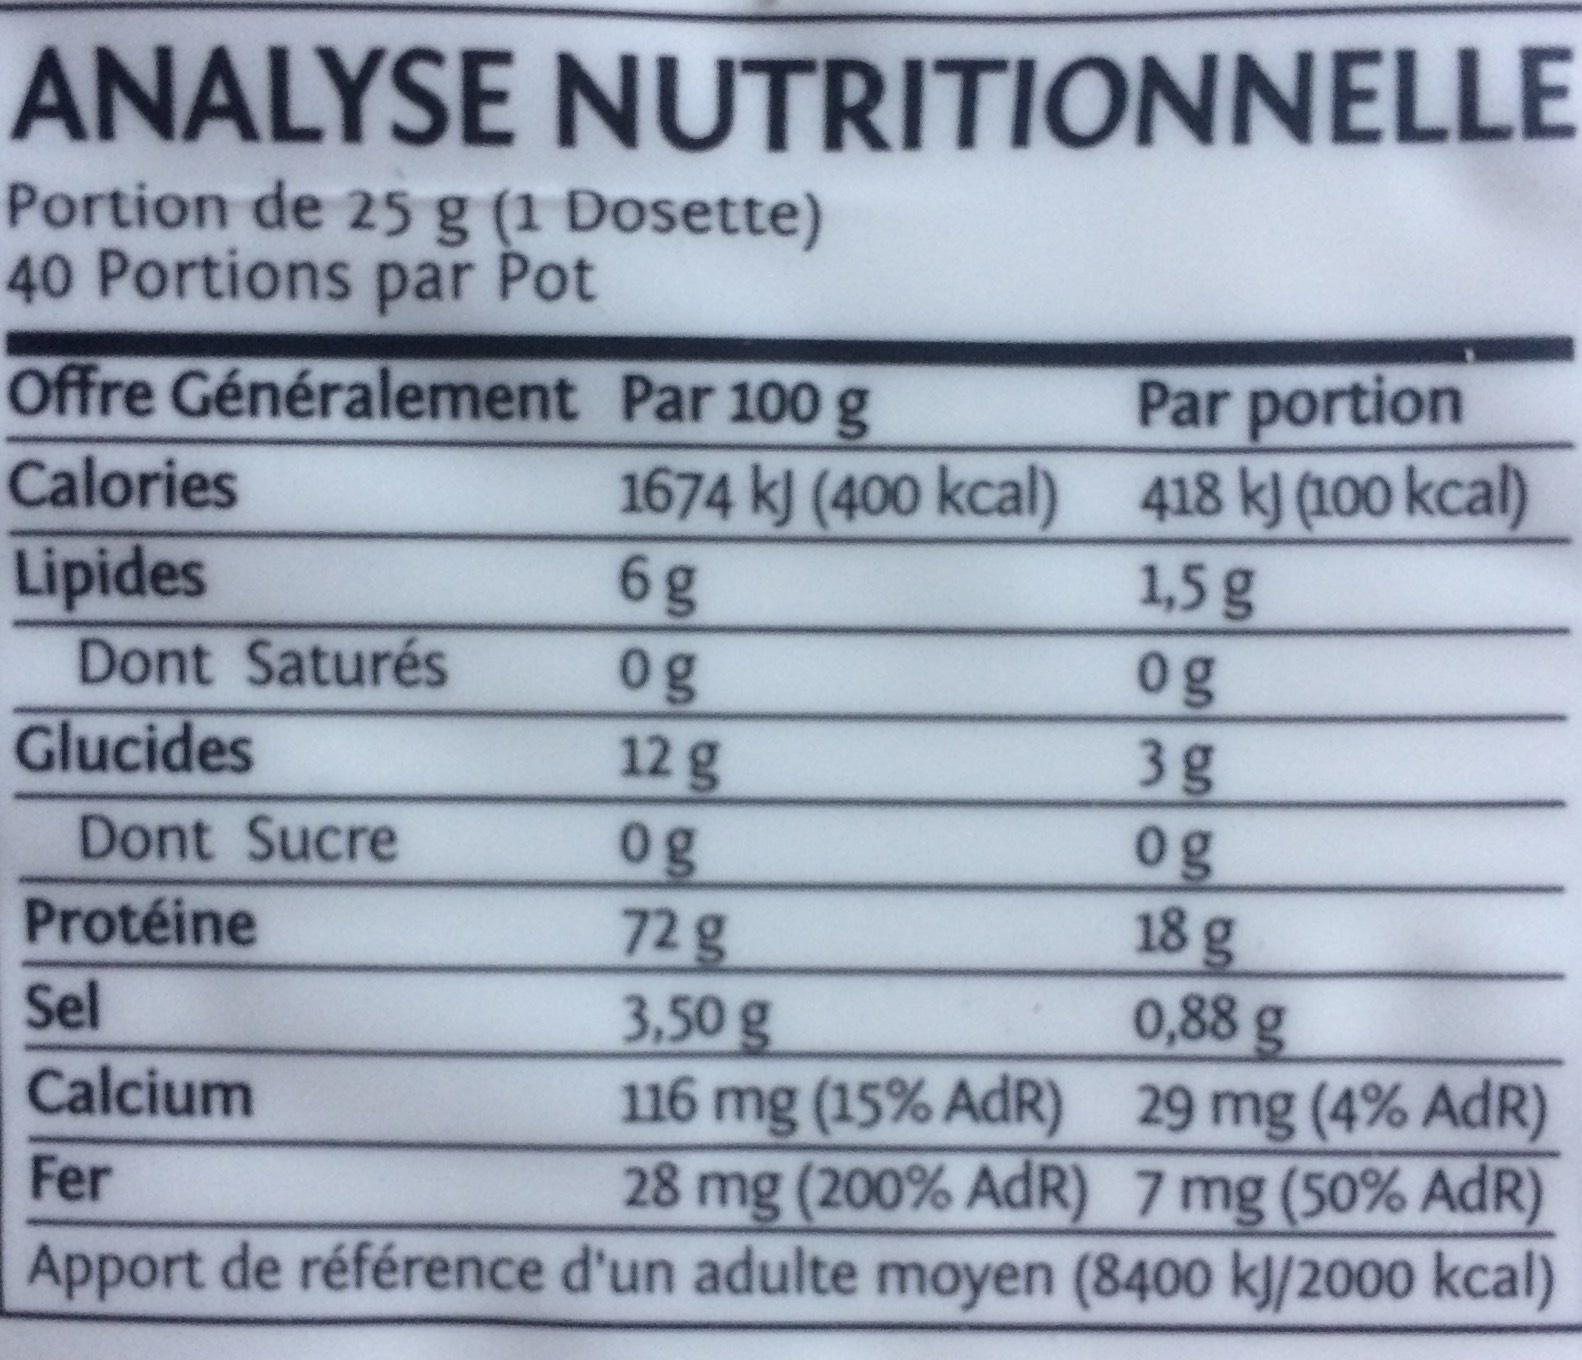 ANALYSE NUTRITIONNELLE
Portion de 25 g (1 Dosette)
40 Portions par Pot
Offre Généralement Par 100 g Par portion
Calories 1674 kJ (400 kcal) 418 kJ (100 kcal)
Lipides 6 g 1,5 g
Dont Saturés 0 g 0 g
Glucides 12 g 3 g
Dont Sucre 0 g 0 g
Protéine 72 g 18 g
Sel 3,50 g 0,88 g
Calcium 116 mg (15% AdR) 29 mg (4% AdR)
Fer 28 mg (200% AdR) 7 mg (50% AdR)
Apport de référence d'un adulte moyen (8400 kJ/2000 kcal)